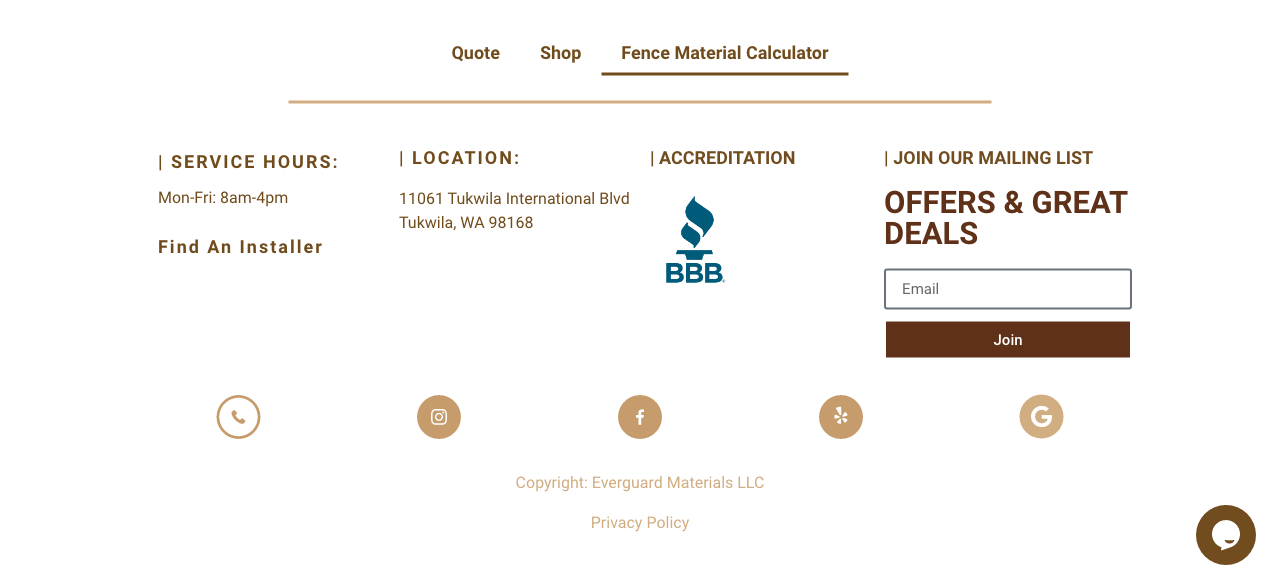 Quote Shop Fence Material Calculator
| SERVICE HOURS:
Mon-Fri: 8am-4pm
Find An Installer
| LOCATION:
11061 Tukwila International Blvd
Tukwila, WA 98168
| ACCREDITATION
BBB
| JOIN OUR MAILING LIST
OFFERS & GREAT
DEALS
Email
Join
Copyright: Everguard Materials LLC
Privacy Policy